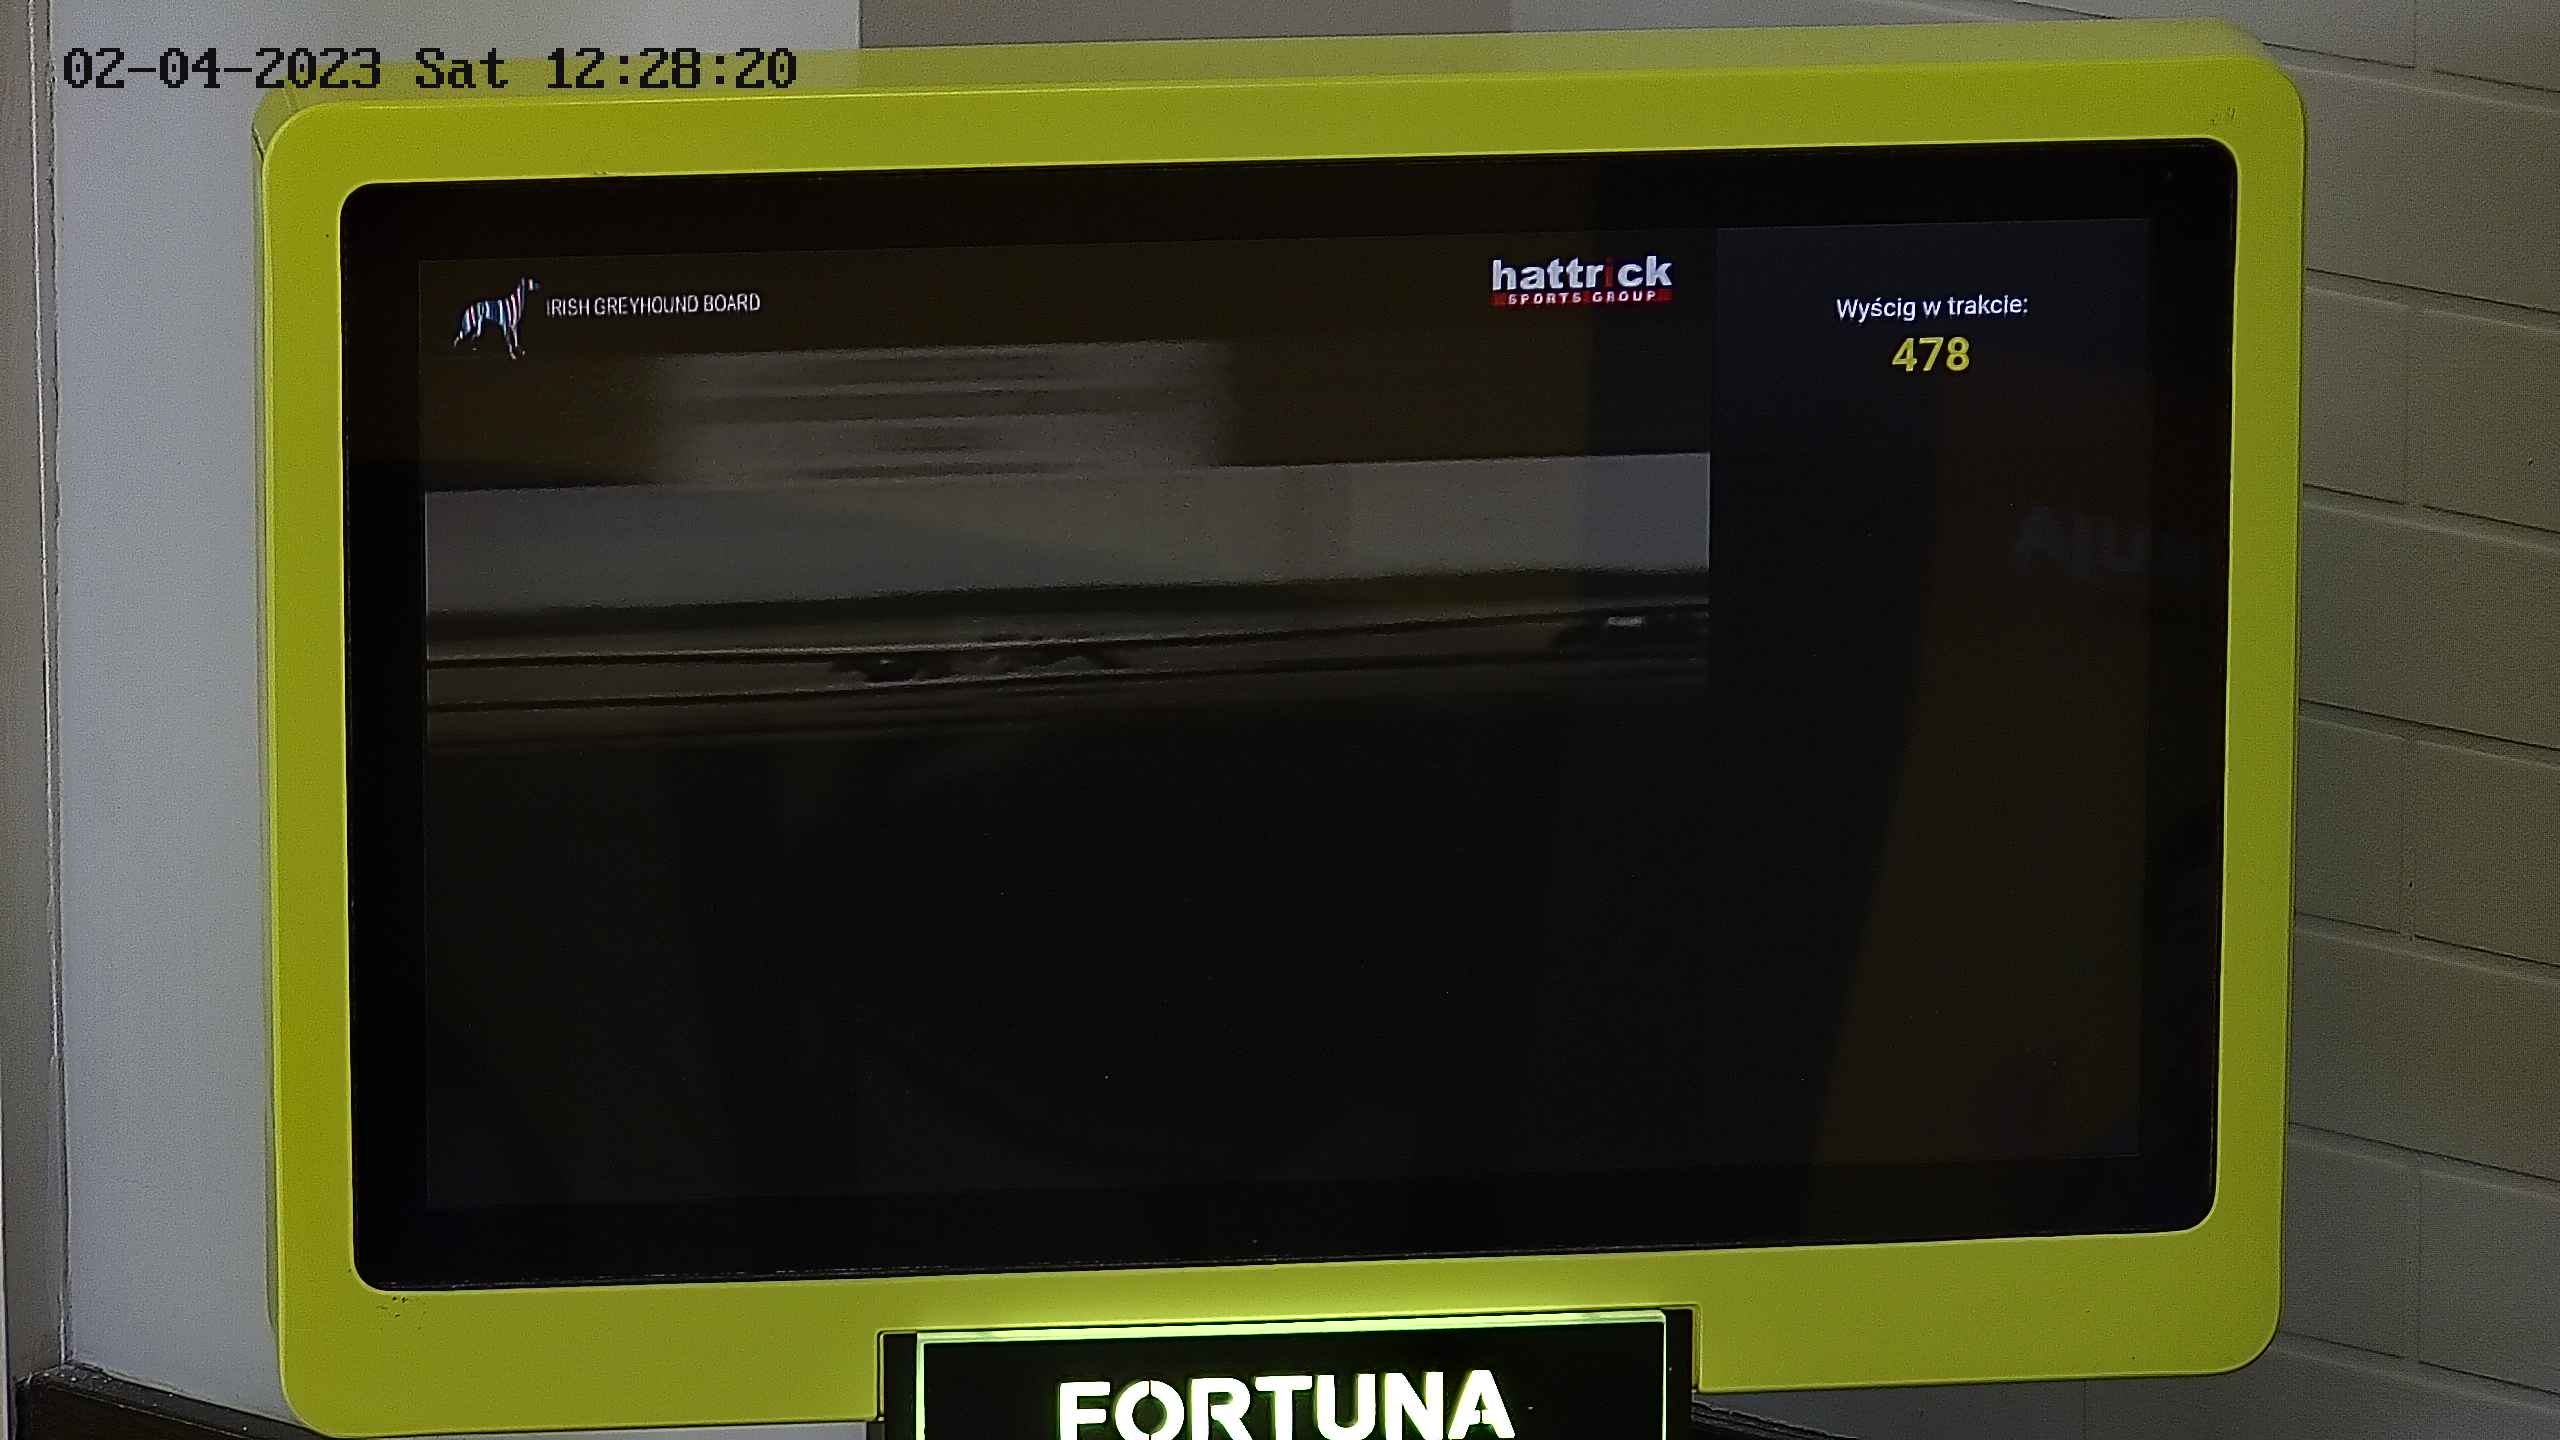 02-04-2023 Sat 12:28:20
IRISH GREYHOUND BOARD
hattrick
SPORTS GROUP
Wyścig w trakcie:
478
FORTUNA